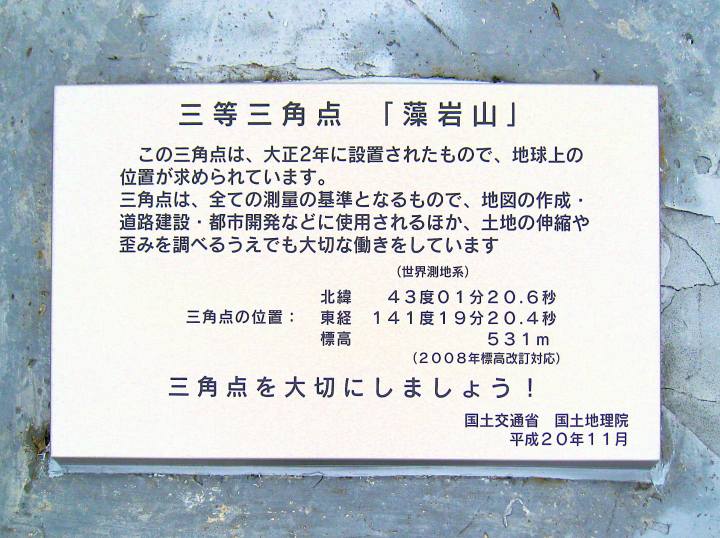 三等三角点 「藻岩山」
この三角点は、大正2年に設置されたもので、地球上の
位置が求められています。
三角点は、全ての測量の基準となるもので、地図の作成・
道路建設・都市開発などに使用されるほか、土地の伸縮や
歪みを調べるうえでも大切な働きをしています
（世界測地系）
北緯 ４３度０１分２０.６秒
三角点の位置： 東経 １４１度１９分２０.４秒
標高 ５３１ｍ
（２００８年標高改訂対応）
三角点を大切にしましょう！
国土交通省 国土地理院
平成２０年１１月